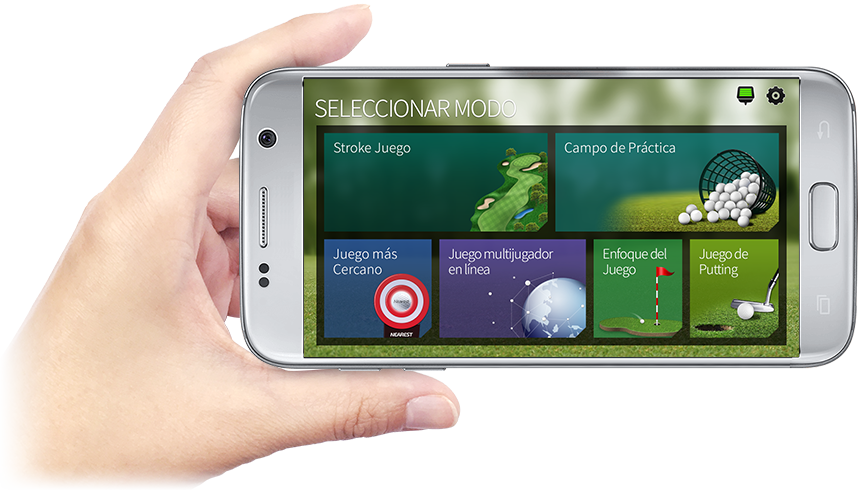 SELECCIONAR MODO
Stroke Juego
Campo de Práctica
Juego más
Cercano
Juego multijugador
en línea
Enfoque del
Juego
Juego de
Putting
NEAREST